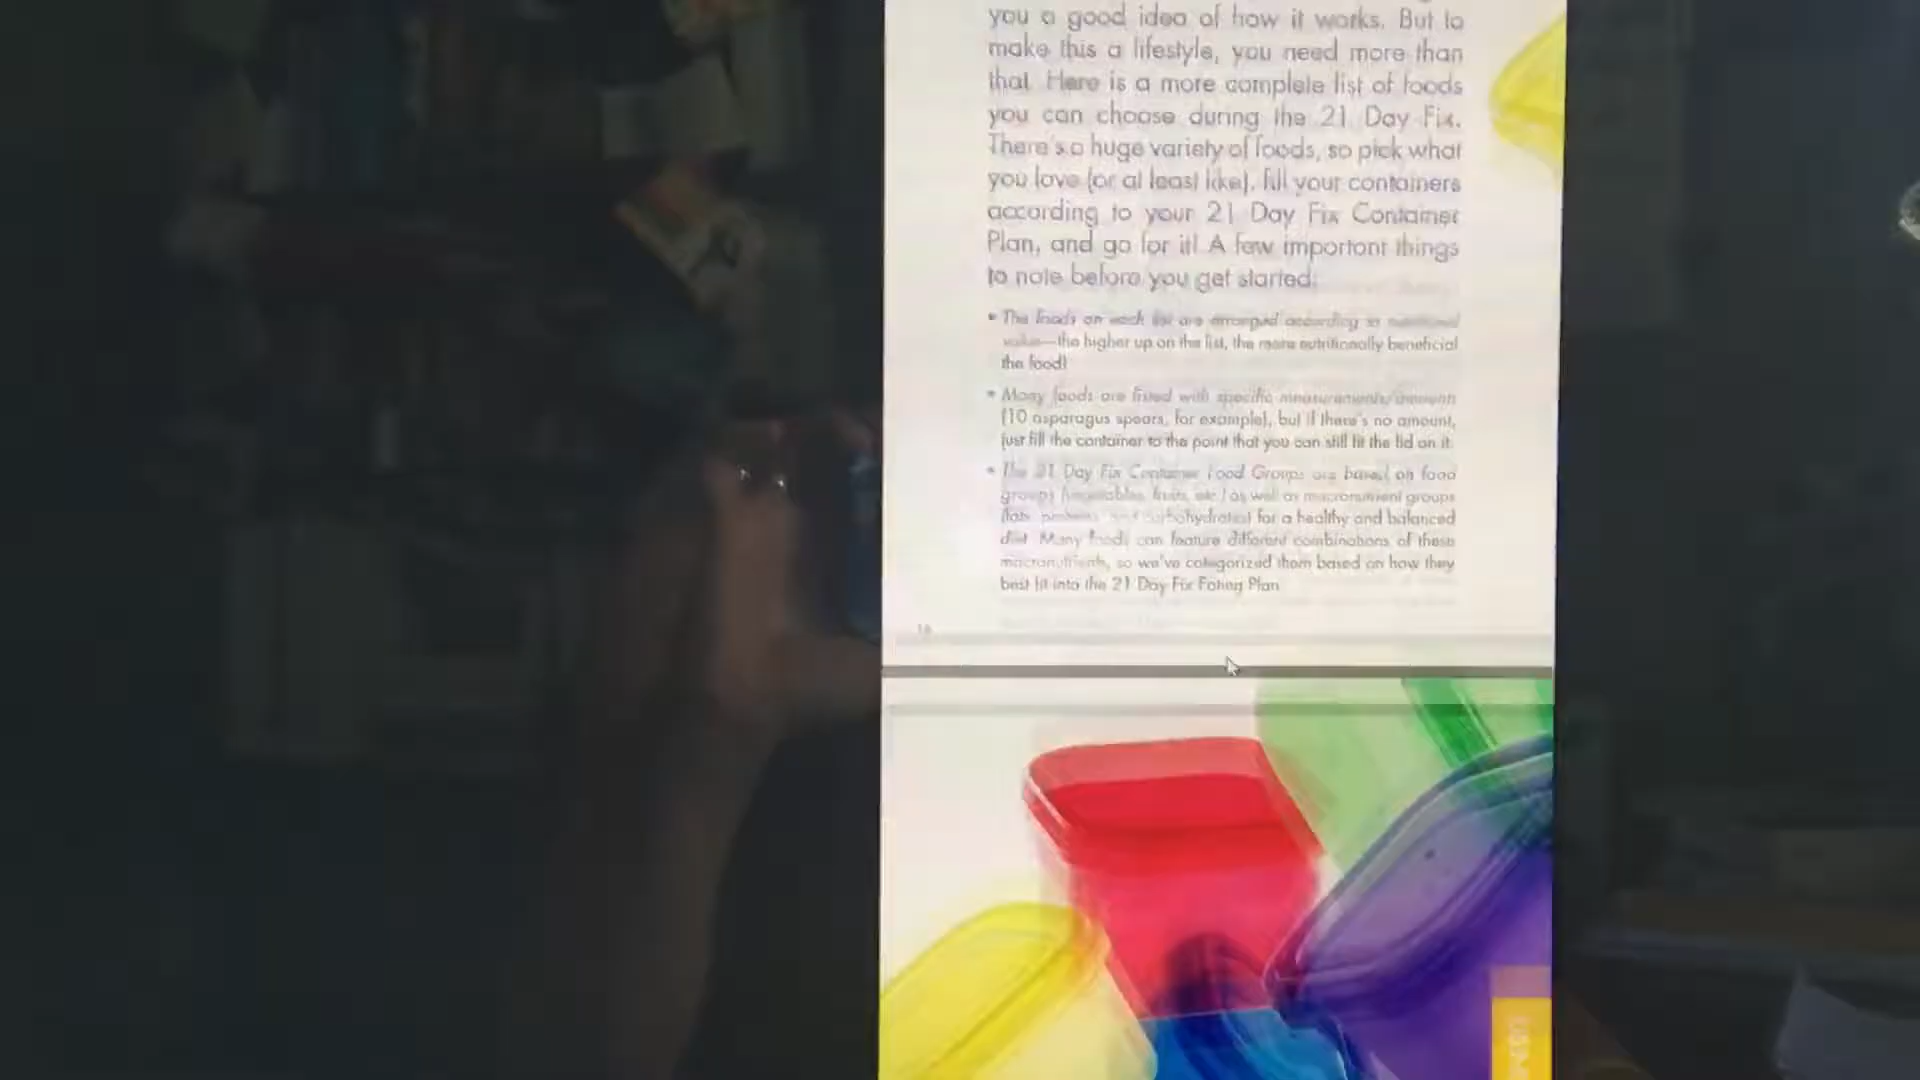 you a good idea of how it works. But to
make this a lifestyle, you need more than
that. Here is a more complete list of foods
you can choose during the 21 Day Fix.
There's a huge variety of foods, so pick what
you love (or at least like), fill your containers
according to your 21 Day Fix Container
Plan, and go for it! A few important things
to note before you get started:
• The foods on each list are arranged according to nutritional
value—the higher up on the list, the more nutritionally beneficial
the food!
• Many foods are listed with specific measurements/amounts
(10 asparagus spears, for example), but if there's no amount,
just fill the container to the point that you can still fit the lid on it.
• The 21 Day Fix Container Food Groups are based on food
groups (vegetables, fruits, etc.) as well as macronutrient groups
(fats, proteins, and carbohydrates) for a healthy and balanced
diet. Many foods can feature different combinations of these
macronutrients, so we've categorized them based on how they
best fit into the 21 Day Fix Eating Plan.